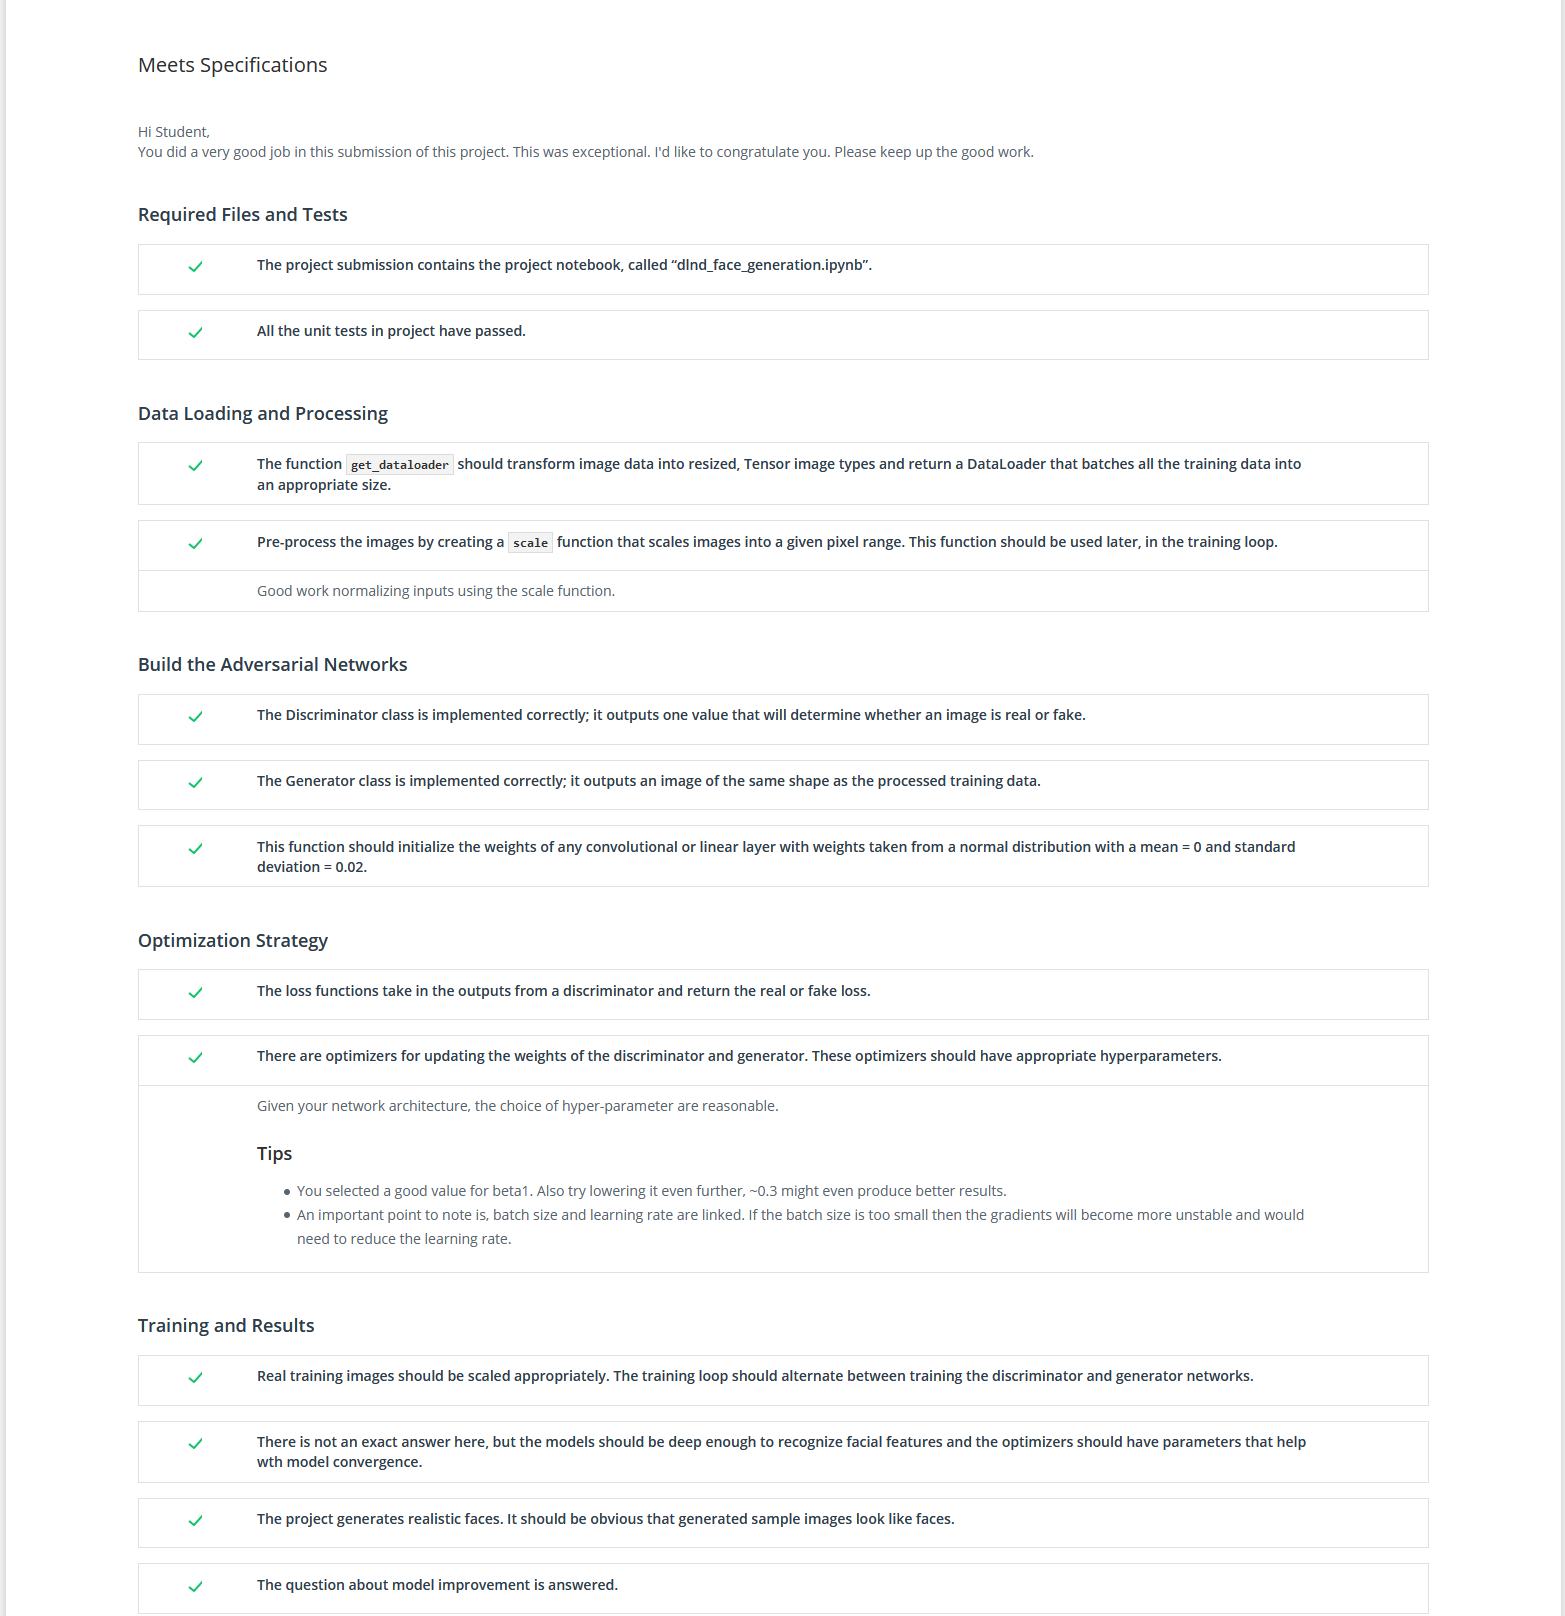 Meets Specifications
Hi Student,
You did a very good job in this submission of this project. This was exceptional. I'd like to congratulate you. Please keep up the good work.
Required Files and Tests
The project submission contains the project notebook, called “dlnd_face_generation.ipynb”.
All the unit tests in project have passed.
Data Loading and Processing
The function get_dataloader should transform image data into resized, Tensor image types and return a DataLoader that batches all the training data into
an appropriate size.
Pre-process the images by creating a scale function that scales images into a given pixel range. This function should be used later, in the training loop.
Good work normalizing inputs using the scale function.
Build the Adversarial Networks
The Discriminator class is implemented correctly; it outputs one value that will determine whether an image is real or fake.
The Generator class is implemented correctly; it outputs an image of the same shape as the processed training data.
This function should initialize the weights of any convolutional or linear layer with weights taken from a normal distribution with a mean = 0 and standard
deviation = 0.02.
Optimization Strategy
The loss functions take in the outputs from a discriminator and return the real or fake loss.
There are optimizers for updating the weights of the discriminator and generator. These optimizers should have appropriate hyperparameters.
Given your network architecture, the choice of hyper-parameter are reasonable.
Tips
• You selected a good value for beta1. Also try lowering it even further, ~0.3 might even produce better results.
• An important point to note is, batch size and learning rate are linked. If the batch size is too small then the gradients will become more unstable and would
need to reduce the learning rate.
Training and Results
Real training images should be scaled appropriately. The training loop should alternate between training the discriminator and generator networks.
There is not an exact answer here, but the models should be deep enough to recognize facial features and the optimizers should have parameters that help
wth model convergence.
The project generates realistic faces. It should be obvious that generated sample images look like faces.
The question about model improvement is answered.